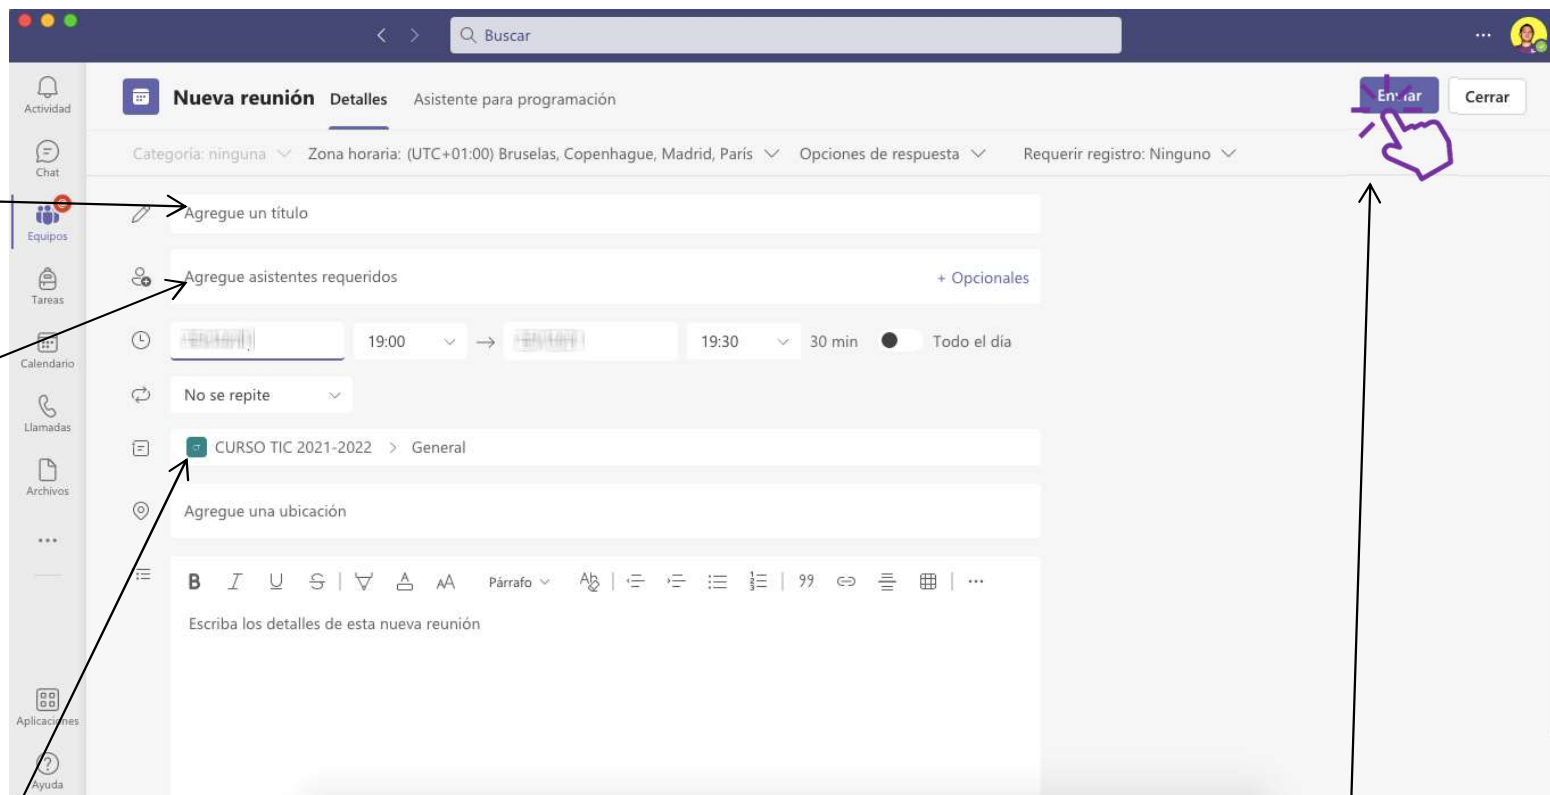 Buscar
Actividad
Chat
Equipos
Tareas
Calendario
Llamadas
Archivos
Aplicaciones
Ayuda
Nueva reunión Detalles Asistente para programación Enviar Cerrar
Categoría: ninguna Zona horaria: (UTC+01:00) Bruselas, Copenhague, Madrid, París Opciones de respuesta Requerir registro: Ninguno
Agregue un título
Agregue asistentes requeridos + Opcionales
19:00 → 19:30 30 min Todo el día
No se repite
CURSO TIC 2021-2022 > General
Agregue una ubicación
B I U S A AA Párrafo Ab
Escriba los detalles de esta nueva reunión